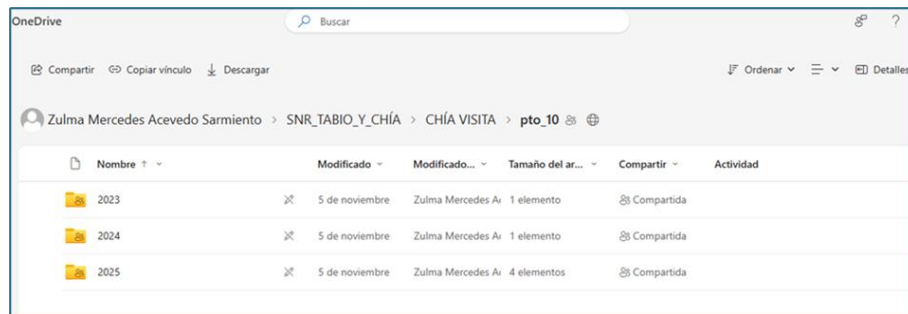 OneDrive Buscar ?
Compartir Copiar vínculo Descargar Ordenar Detalles
Zulma Mercedes Acevedo Sarmiento > SNR_TABIO_Y_CHÍA > CHÍA VISITA > pto_10
Nombre ↑ Modificado Modificado... Tamaño del ar... Compartir Actividad
2023 5 de noviembre Zulma Mercedes A 1 elemento Compartida
2024 5 de noviembre Zulma Mercedes A 1 elemento Compartida
2025 5 de noviembre Zulma Mercedes A 4 elementos Compartida